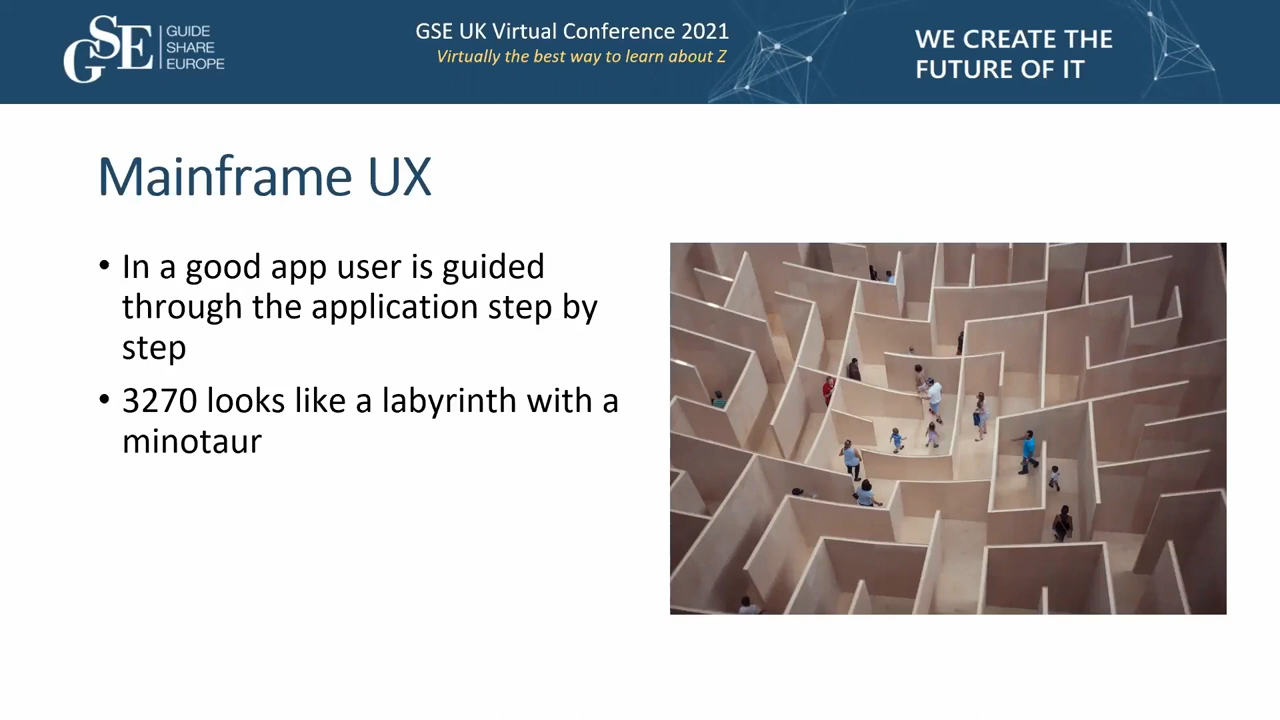 GSE
GUIDE
SHARE
EUROPE
GSE UK Virtual Conference 2021
Virtually the best way to learn about Z
WE CREATE THE
FUTURE OF IT
Mainframe UX
• In a good app user is guided
through the application step by
step
• 3270 looks like a labyrinth with a
minotaur